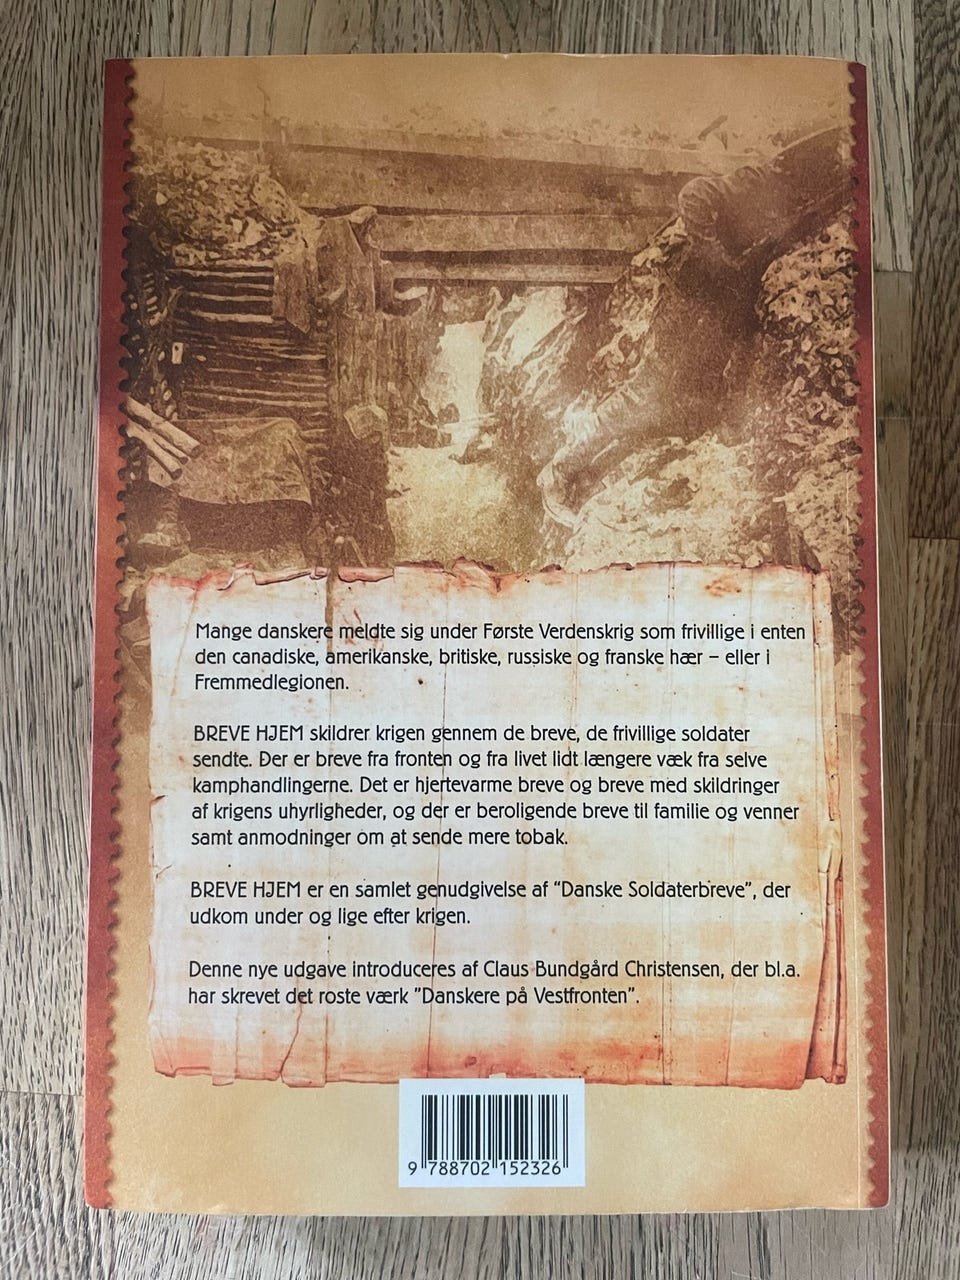 Mange danskere meldte sig under Første Verdenskrig som frivillige i enten
den canadiske, amerikanske, britiske, russiske og franske hær – eller i
Fremmedlegionen.
BREVE HJEM skildrer krigen gennem de breve, de frivillige soldater
sendte. Der er breve fra fronten og fra livet lidt længere væk fra selve
kamphandlingerne. Det er hjertevarme breve og breve med skildringer
af krigens uhyrligheder, og der er beroligende breve til familie og venner
samt anmodninger om at sende mere tobak.
BREVE HJEM er en samlet genudgivelse af "Danske Soldaterbreve", der
udkom under og lige efter krigen.
Denne nye udgave introduceres af Claus Bundgård Christensen, der bl.a.
har skrevet det roste værk "Danskere på Vestfronten".
9 788702 152326